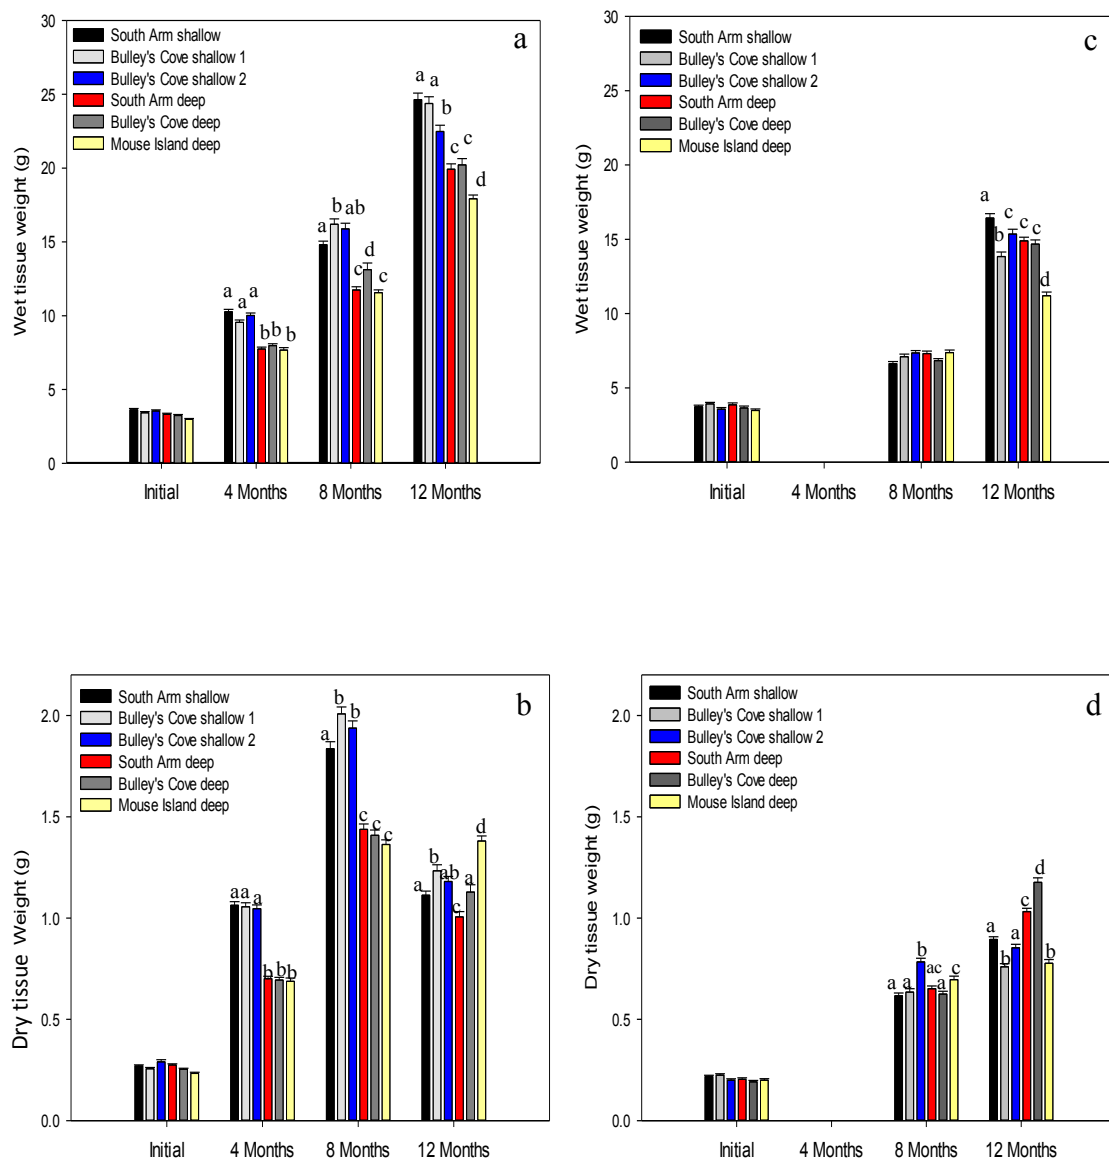 a
South Arm shallow
Bulley's Cove shallow 1
Bulley's Cove shallow 2
South Arm deep
Bulley's Cove deep
Mouse Island deep
Wet tissue weight (g)
30
25
20
15
10
5
0
a a a b b b
a b ab c d c
a a b c c d
Initial 4 Months 8 Months 12 Months
c
South Arm shallow
Bulley's Cove shallow 1
Bulley's Cove shallow 2
South Arm deep
Bulley's Cove deep
Mouse Island deep
Wet tissue weight (g)
30
25
20
15
10
5
0
a b c c c d
Initial 4 Months 8 Months 12 Months
b
South Arm shallow
Bulley's Cove shallow 1
Bulley's Cove shallow 2
South Arm deep
Bulley's Cove deep
Mouse Island deep
Dry tissue Weight (g)
2.0
1.5
1.0
0.5
0.0
a a a b b b
a b b c c c
a b ab c a d
Initial 4 Months 8 Months 12 Months
d
South Arm shallow
Bulley's Cove shallow 1
Bulley's Cove shallow 2
South Arm deep
Bulley's Cove deep
Mouse Island deep
Dry tissue weight (g)
2.0
1.5
1.0
0.5
0.0
a a b ac a c
a b a c d b
Initial 4 Months 8 Months 12 Months